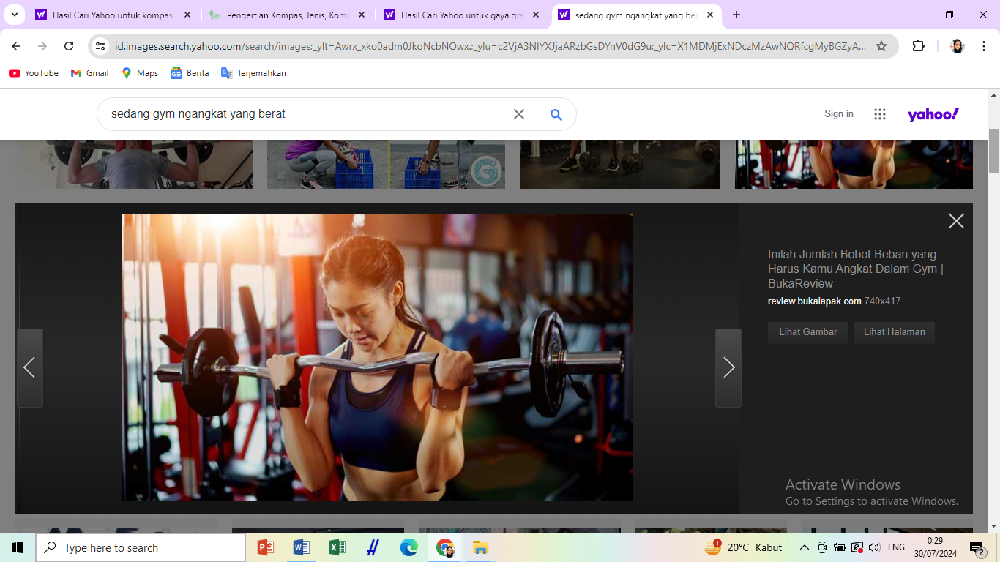 Hasil Cari Yahoo untuk kompas
Pengertian Kompas, Jenis, Komp
Hasil Cari Yahoo untuk gaya gra
sedang gym ngangkat yang ber
id.images.search.yahoo.com/search/images;_ylt=Awrx_xko0adm0JkoNcbNQwx.;_ylu=c2VjA3NlYXJjaARzbGsDYnV0dG9u;_ylc=X1MDMjExNDczMzAwNQRfcgMyBGZyA...
YouTube
Gmail
Maps
Berita
Terjemahkan
sedang gym ngangkat yang berat
Sign in
yahoo!
Inilah Jumlah Bobot Beban yang
Harus Kamu Angkat Dalam Gym |
BukaReview
review.bukalapak.com 740x417
Lihat Gambar
Lihat Halaman
Activate Windows
Go to Settings to activate Windows.
Type here to search
1
20°C Kabut
ENG
0:29
30/07/2024
2